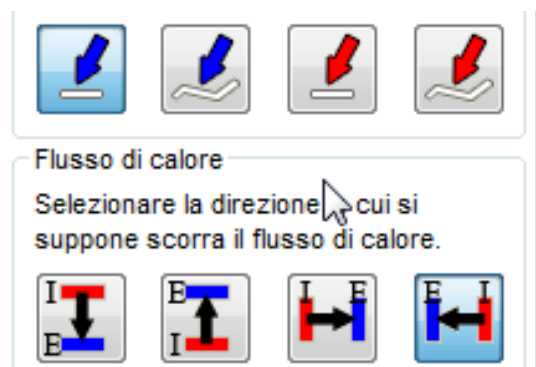 Flusso di calore
Selezionare la direzione cui si
suppone scorra il flusso di calore.
I E I E E I
E I